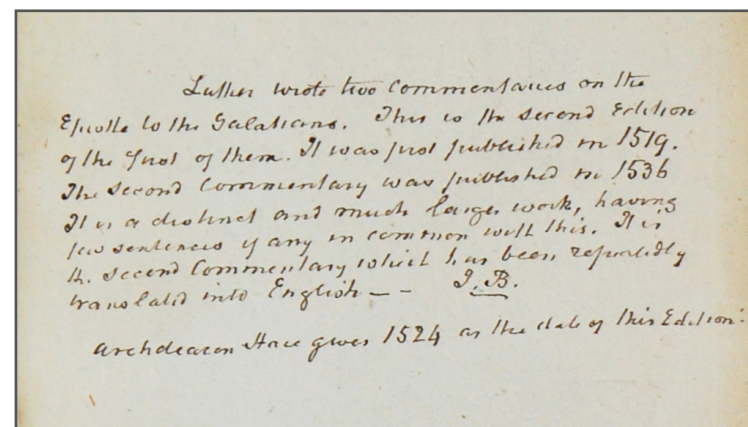 Luther wrote two Commentaries on the
Epistle to the Galatians. This is the second Edition
of the first of them. It was first published in 1519.
The second Commentary was published in 1536
It is a distinct and much larger work, having
few sentences if any in common with this. It is
the second Commentary which has been repeatedly
translated into English — — J.B.
Archdeacon Hare gives 1524 as the date of this Edition.